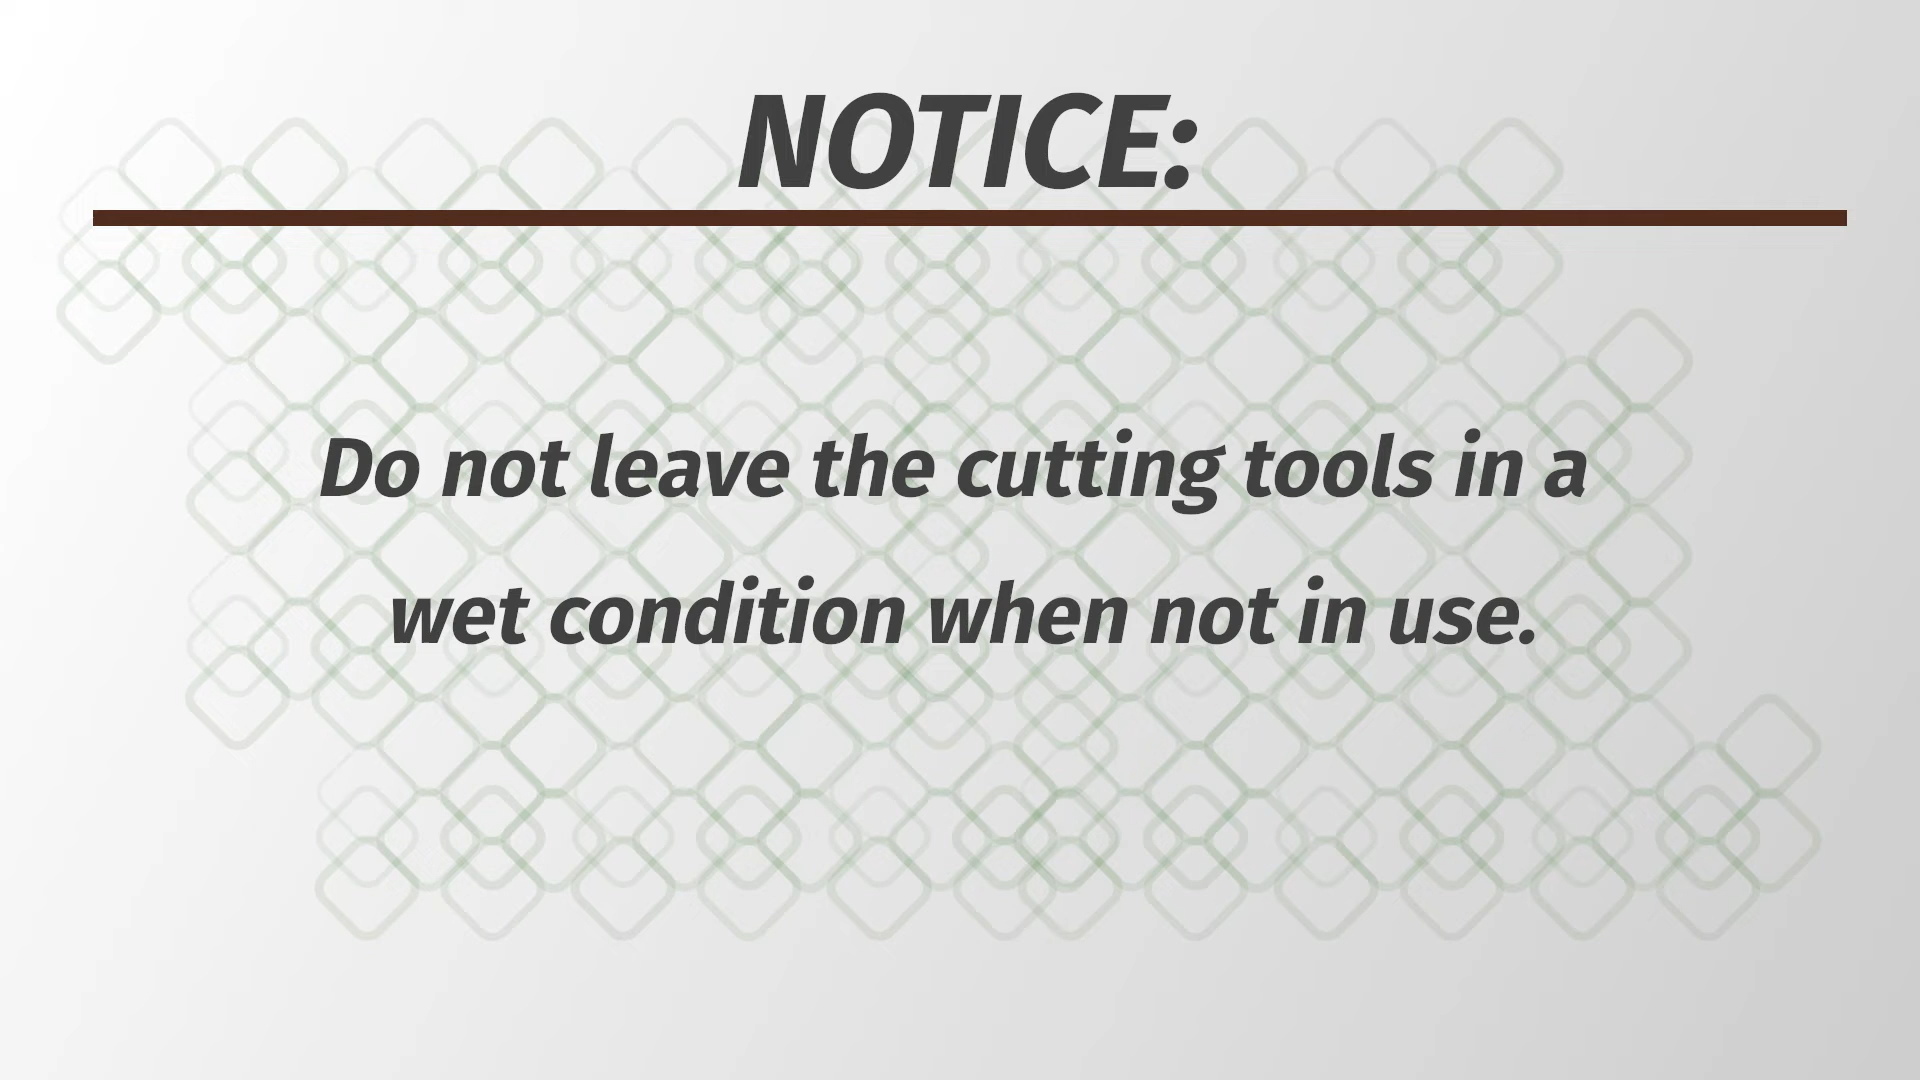 NOTICE:
Do not leave the cutting tools in a
wet condition when not in use.